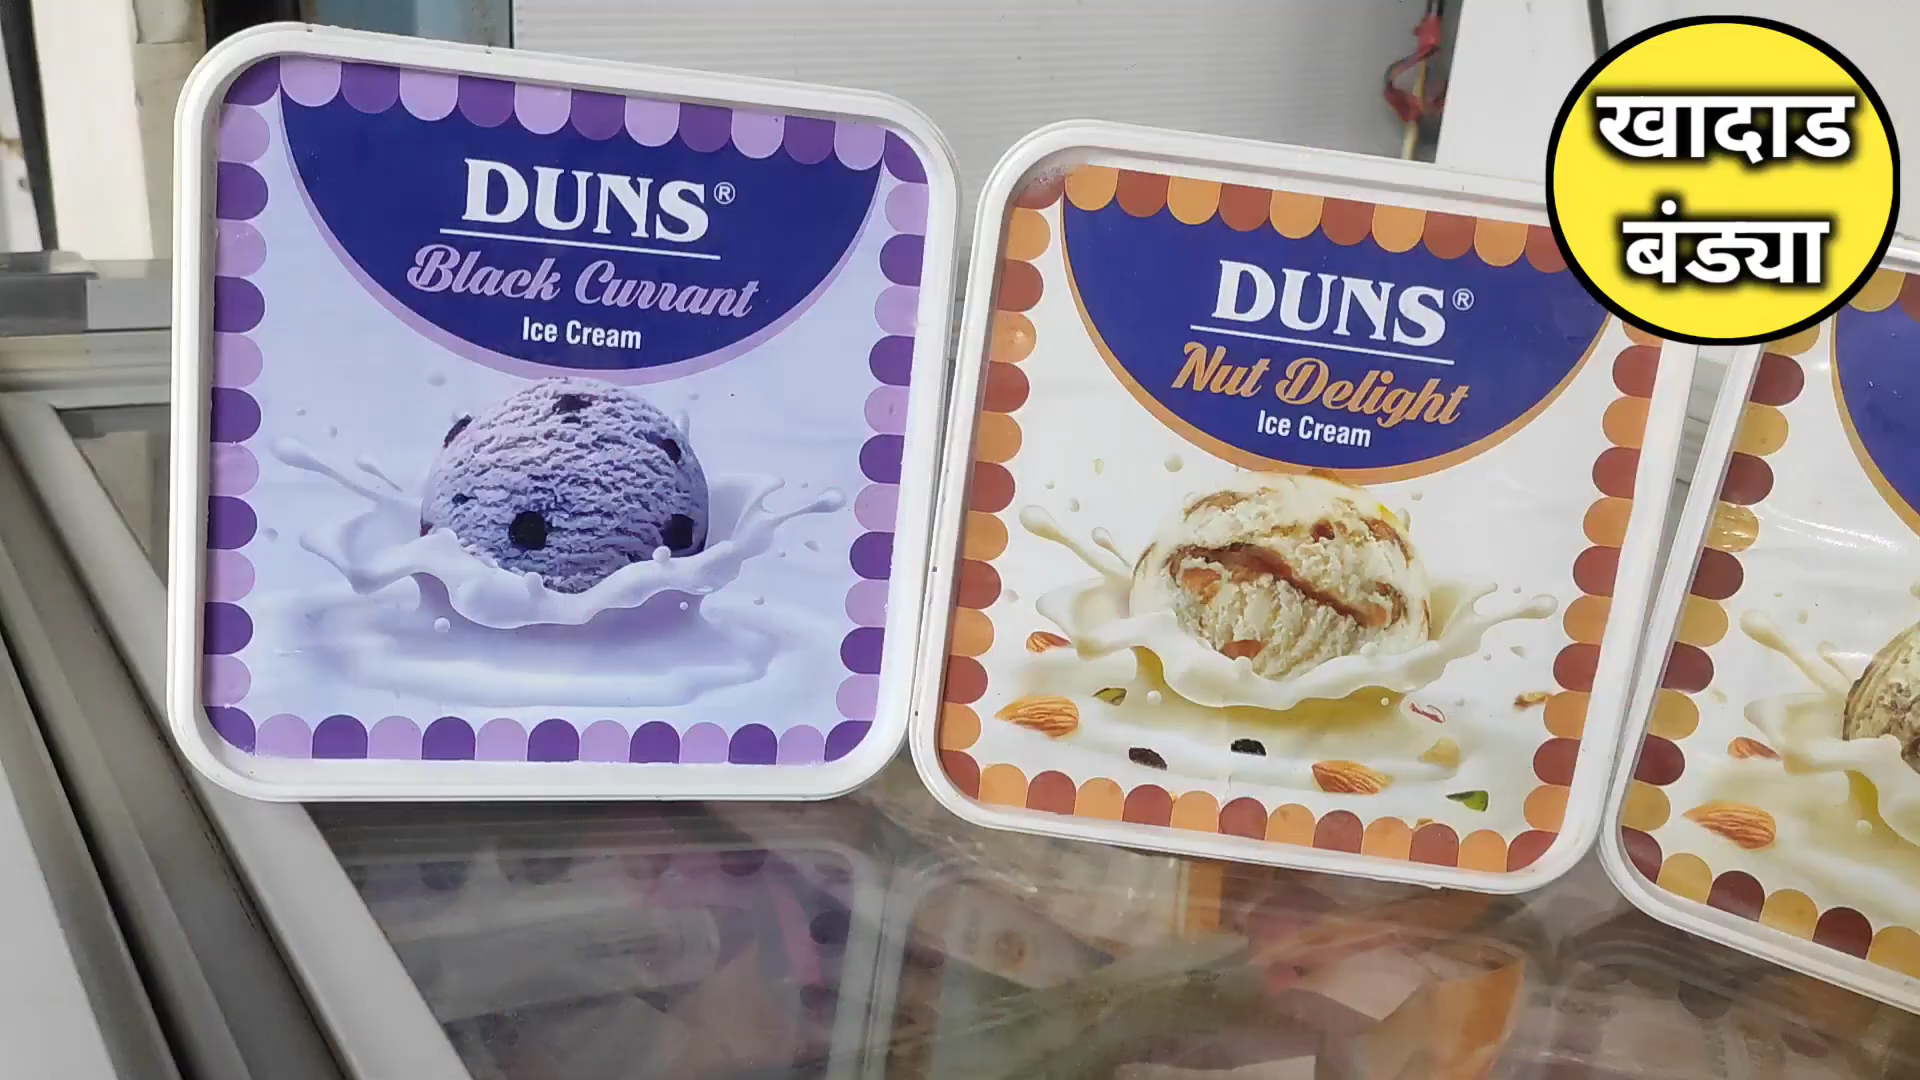 DUNS®
Black Currant
Ice Cream
DUNS®
Nut Delight
Ice Cream
खादाड
बंड्या